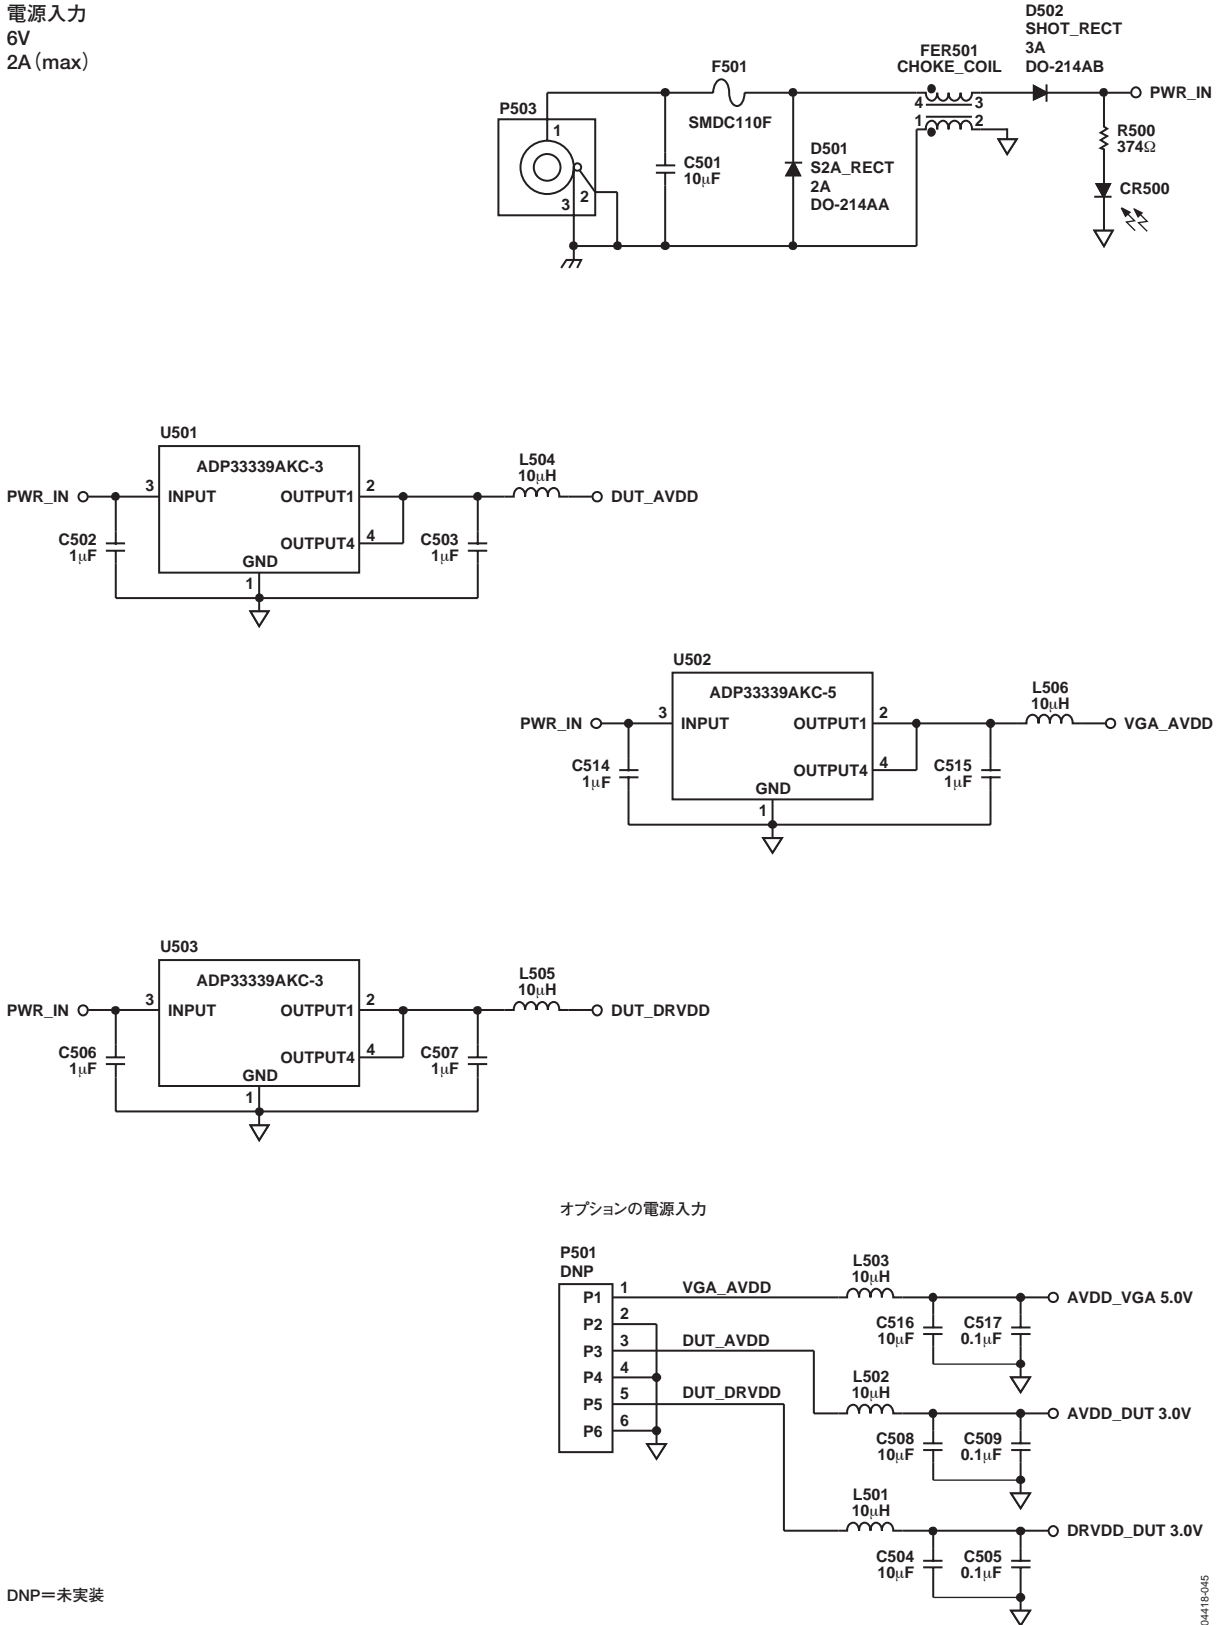 電源入力
6V
2A(max)
D502
SHOT_RECT
3A
DO-214AB
FER501
CHOKE_COIL
F501
SMDC110F
4
3
1
2
PWR_IN
P503
1
2
3
C501
10μF
D501
S2A_RECT
2A
DO-214AA
R500
374Ω
CR500
U501
ADP33339AKC-3
PWR_IN
3
INPUT
OUTPUT1
2
OUTPUT4
4
GND
1
C502
1μF
C503
1μF
L504
10μH
DUT_AVDD
U502
ADP33339AKC-5
PWR_IN
3
INPUT
OUTPUT1
2
OUTPUT4
4
GND
1
C514
1μF
C515
1μF
L506
10μH
VGA_AVDD
U503
ADP33339AKC-3
PWR_IN
3
INPUT
OUTPUT1
2
OUTPUT4
4
GND
1
C506
1μF
C507
1μF
L505
10μH
DUT_DRVDD
オプションの電源入力
P501
DNP
P1
1
VGA_AVDD
P2
2
P3
3
DUT_AVDD
P4
4
P5
5
DUT_DRVDD
P6
6
L503
10μH
AVDD_VGA 5.0V
C516
10μF
C517
0.1μF
L502
10μH
AVDD_DUT 3.0V
C508
10μF
C509
0.1μF
L501
10μH
DRVDD_DUT 3.0V
C504
10μF
C505
0.1μF
DNP=未実装
04418-045